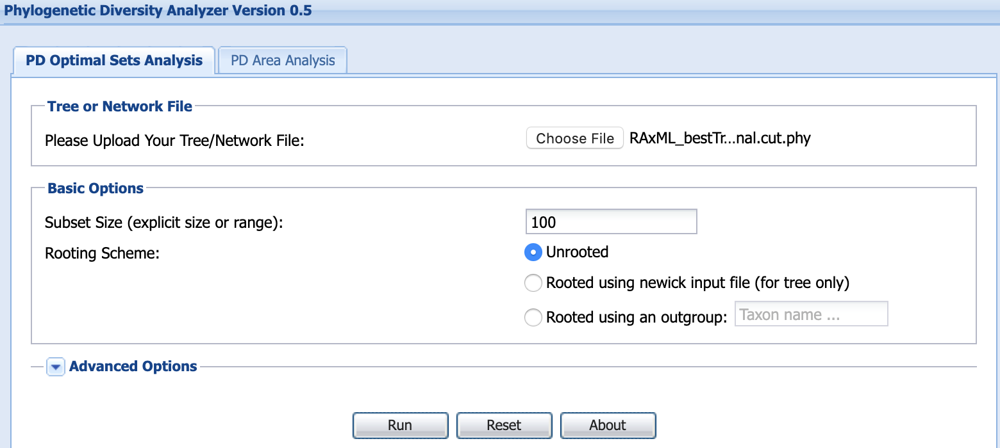 Phylogenetic Diversity Analyzer Version 0.5
PD Optimal Sets Analysis PD Area Analysis
Tree or Network File
Please Upload Your Tree/Network File: Choose File RAxML_bestTr...nal.cut.phy
Basic Options
Subset Size (explicit size or range): 100
Rooting Scheme: Unrooted
Rooted using newick input file (for tree only)
Rooted using an outgroup: Taxon name ...
Advanced Options
Run Reset About